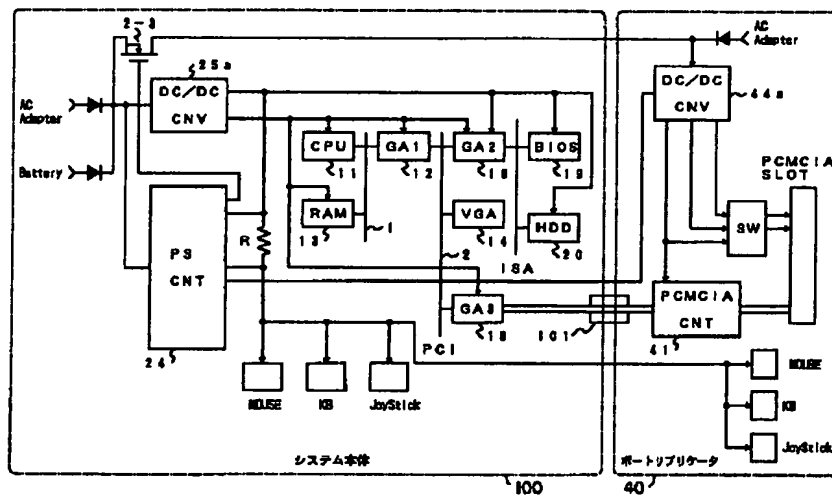 2-3
AC
Adapter
25a
DC/DC
CNV
AC
Adapter
Battery
DC/DC
CNV
44a
CPU
11
GA1
12
GA2
BIOS
19
PCMCIA
SLOT
RAM
13
1
VGA
14
HDD
20
SW
R
PS
CNT
24
2
ISA
GA3
PCI
101
PCMCIA
CNT
41
MOUSE
KB
JoyStick
MOUSE
KB
JoyStick
システム本体
100
ポートリプリケータ
40